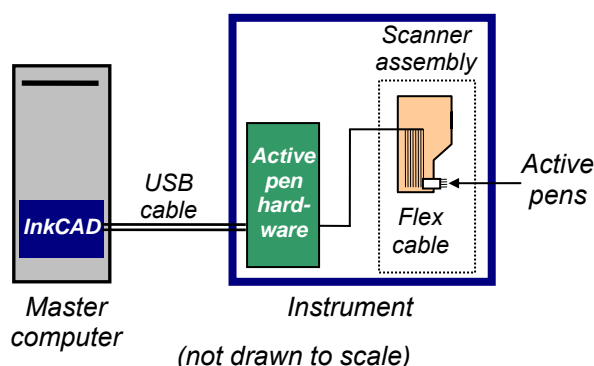 Scanner
assembly
Active
pen
hard-
ware
USB
cable
InkCAD
Active
pens
Flex
cable
Master
computer
Instrument
(not drawn to scale)